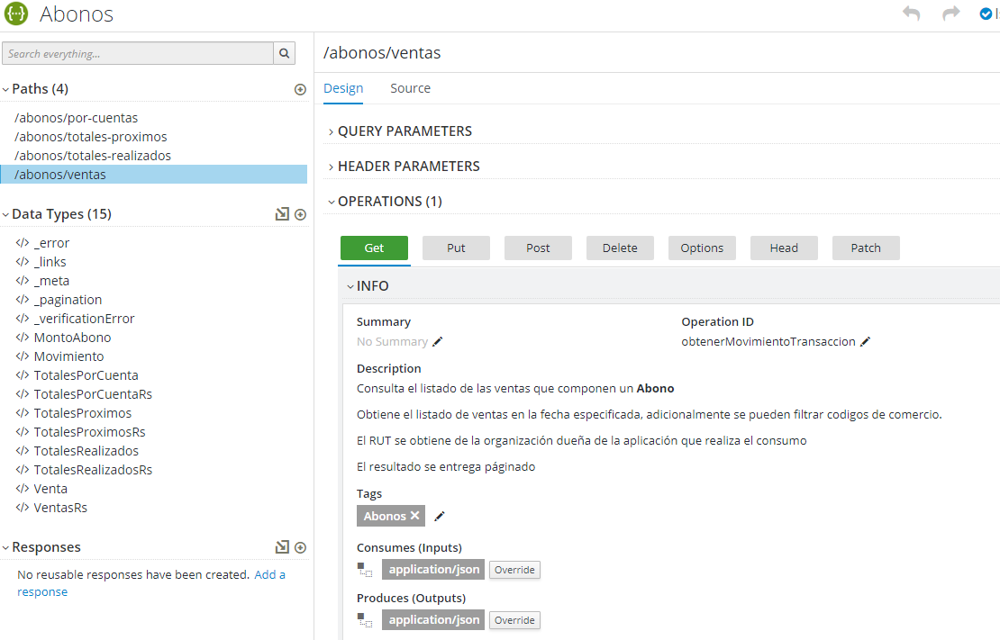 Abonos
Search everything...
Paths (4)
/abonos/por-cuentas
/abonos/totales-proximos
/abonos/totales-realizados
/abonos/ventas
Data Types (15)
_error
_links
_meta
_pagination
_verificationError
MontoAbono
Movimiento
TotalesPorCuenta
TotalesPorCuentaRs
TotalesProximos
TotalesProximosRs
TotalesRealizados
TotalesRealizadosRs
Venta
VentasRs
Responses
No reusable responses have been created. Add a
response
/abonos/ventas
Design Source
QUERY PARAMETERS
HEADER PARAMETERS
OPERATIONS (1)
Get Put Post Delete Options Head Patch
INFO
Summary Operation ID
No Summary obtenerMovimientoTransaccion
Description
Consulta el listado de las ventas que componen un Abono
Obtiene el listado de ventas en la fecha especificada, adicionalmente se pueden filtrar codigos de comercio.
El RUT se obtiene de la organización dueña de la aplicación que realiza el consumo
El resultado se entrega páginado
Tags
Abonos
Consumes (Inputs)
application/json Override
Produces (Outputs)
application/json Override